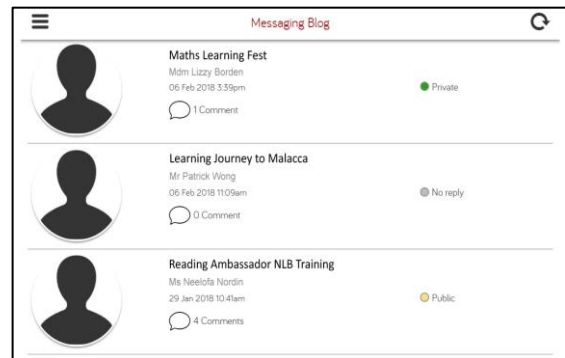 Messaging Blog
Maths Learning Fest
Mdm Lizzy Borden
06 Feb 2018 3:39pm
Private
1 Comment
Learning Journey to Malacca
Mr Patrick Wong
06 Feb 2018 11:09am
No reply
0 Comment
Reading Ambassador NLB Training
Ms Neelofa Nordin
29 Jan 2018 10:41am
Public
4 Comments